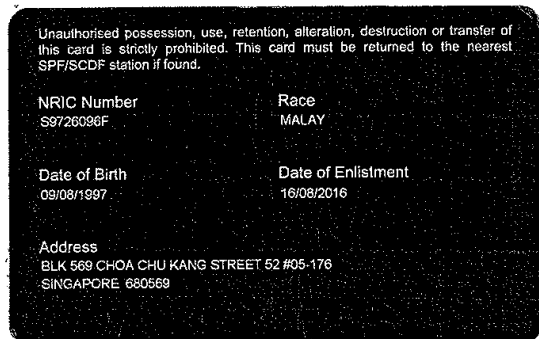 Unauthorised possession, use, retention, alteration, destruction or transfer of
this card is strictly prohibited. This card must be returned to the nearest
SPF/SCDF station if found.
NRIC Number
S9726096F
Race
MALAY
Date of Birth
09/08/1997
Date of Enlistment
16/08/2016
Address
BLK 569 CHOA CHU KANG STREET 52 #05-176
SINGAPORE 680569